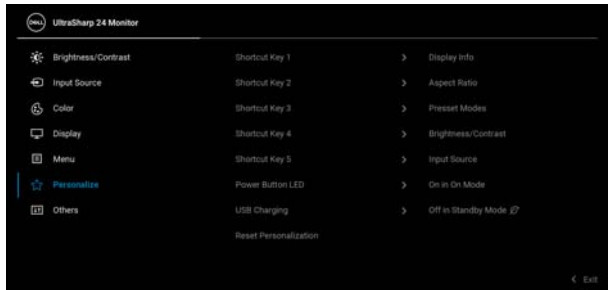 DELL UltraSharp 24 Monitor
Brightness/Contrast Shortcut Key 1 > Display Info
Input Source Shortcut Key 2 > Aspect Ratio
Color Shortcut Key 3 > Presset Modes
Display Shortcut Key 4 > Brightness/Contrast
Menu Shortcut Key 5 > Input Source
Personalize Power Button LED > On in On Mode
Others USB Charging > Off in Standby Mode
Reset Personalization
< Exit